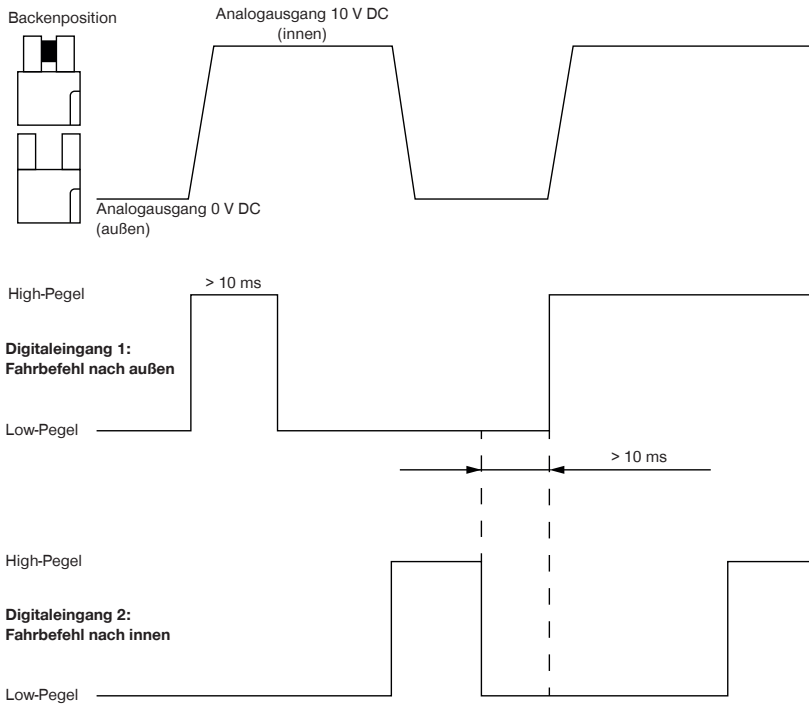 Backenposition
Analogausgang 10 V DC
(innen)
Analogausgang 0 V DC
(außen)
High-Pegel
> 10 ms
Digitaleingang 1:
Fahrbefehl nach außen
Low-Pegel
> 10 ms
High-Pegel
Digitaleingang 2:
Fahrbefehl nach innen
Low-Pegel